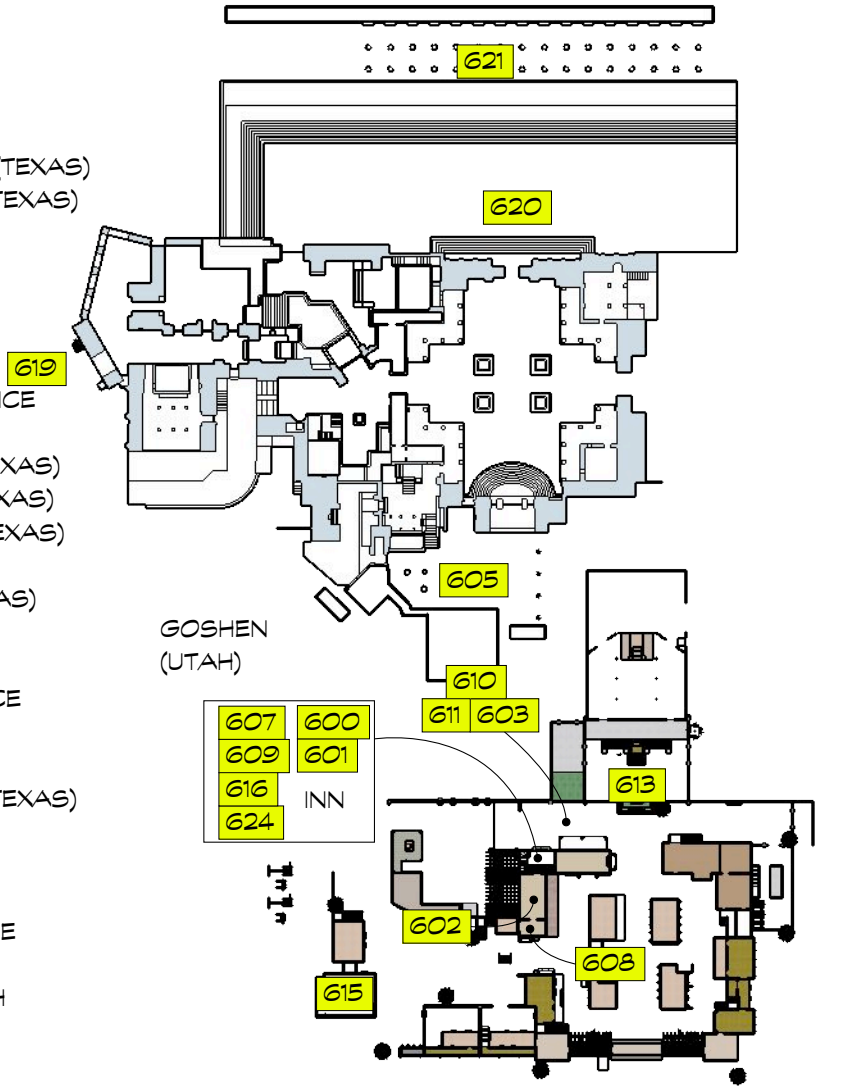 621
(TEXAS)
TEXAS)
620
619
ICE
EXAS)
XAS)
EXAS)
605
AS)
GOSHEN
(UTAH)
610
611 603
CE
607 600
609 601
616
INN
624
613
TEXAS)
602
E
608
615
H